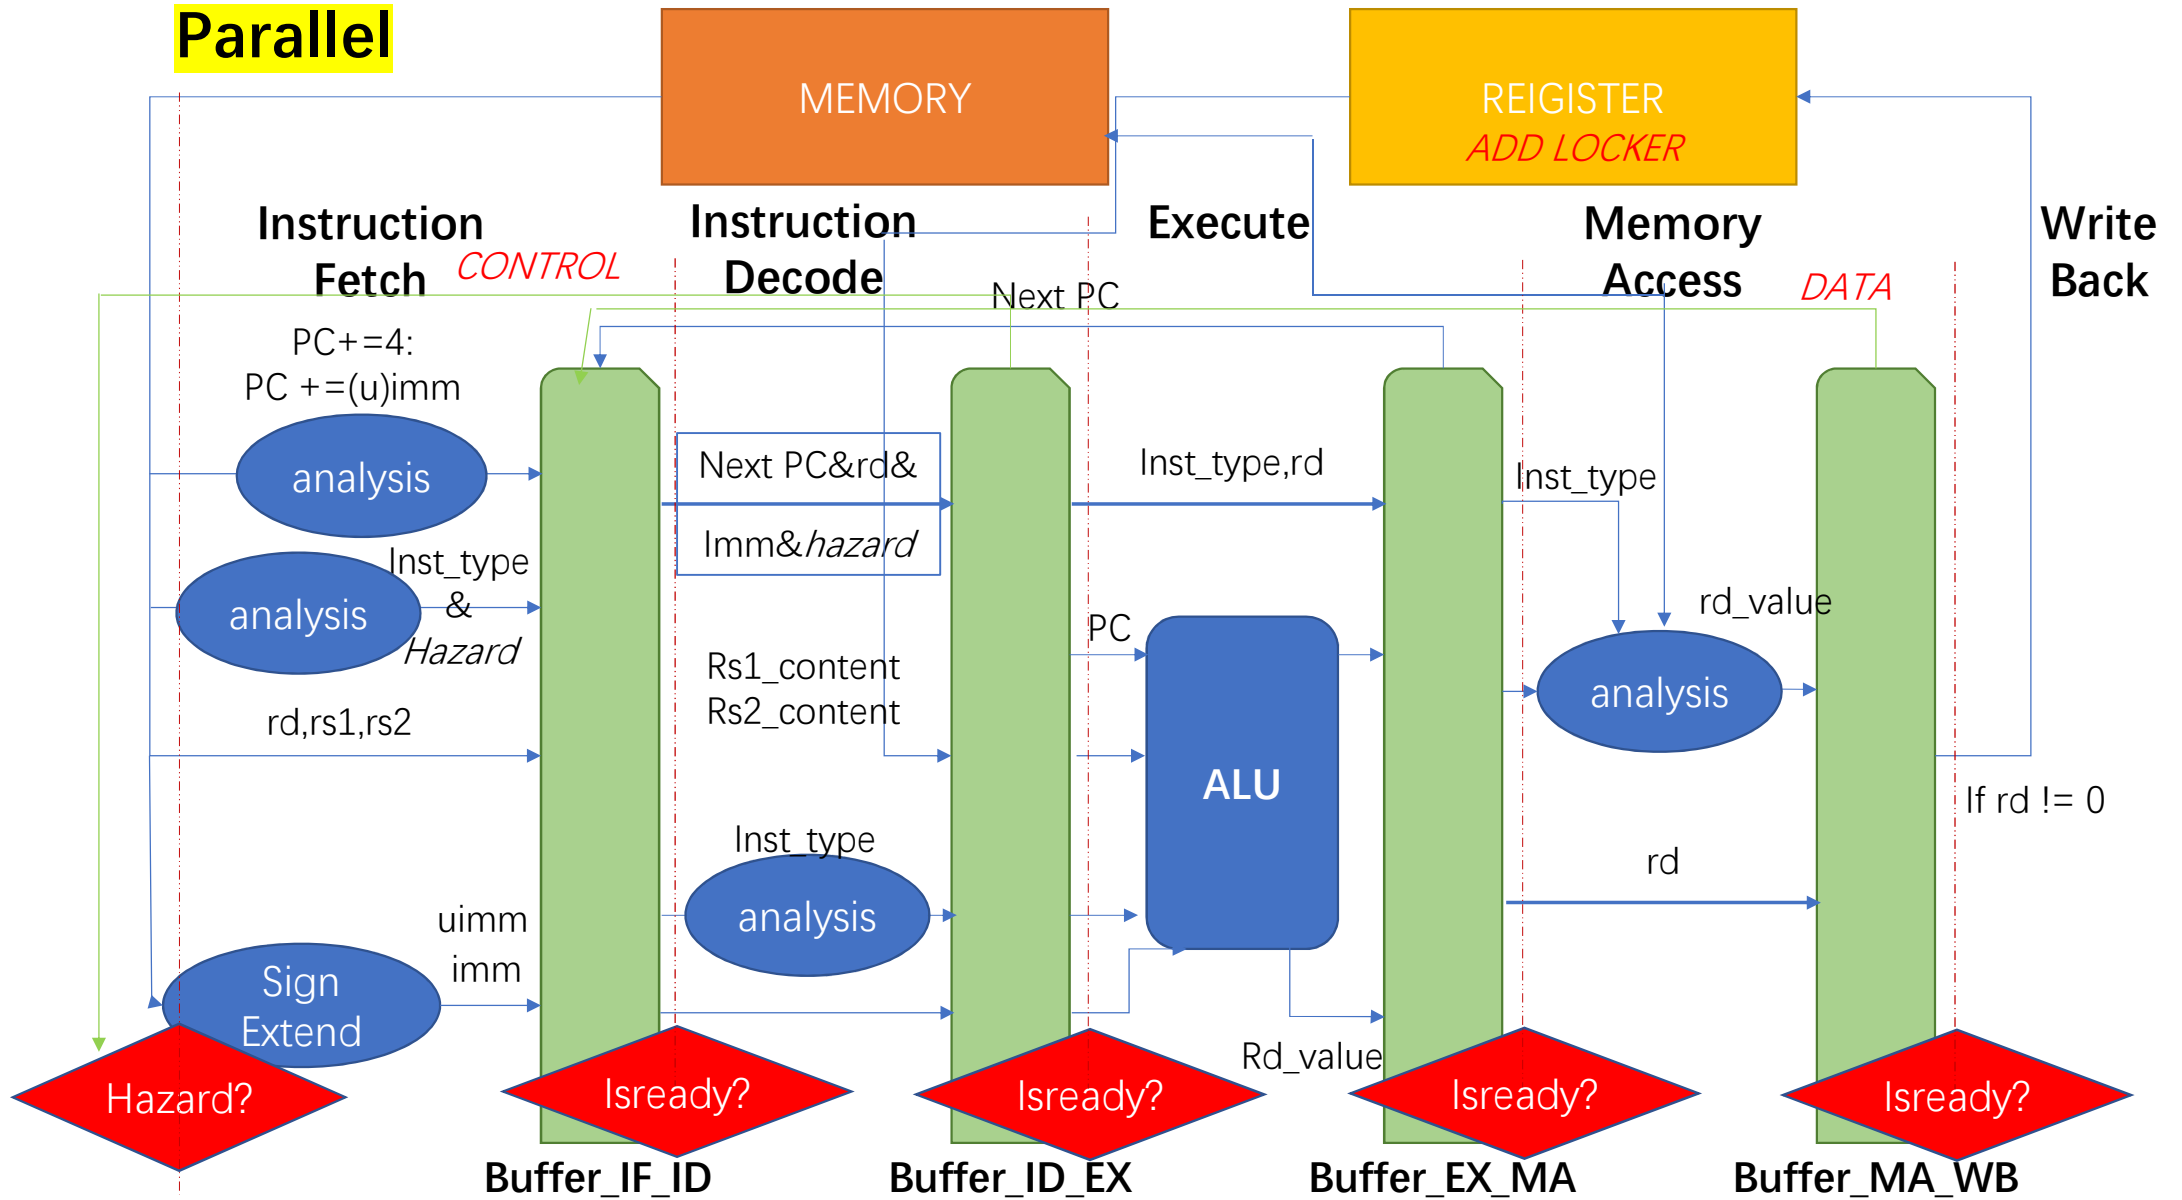 Parallel
MEMORY
REIGISTER
ADD LOCKER
Instruction
Fetch
CONTROL
Instruction
Decode
Execute
Memory
Access
DATA
Write
Back
Next PC
PC+=4:
PC +=(u)imm
analysis
Next PC&rd&
Imm&hazard
Inst_type,rd
Inst_type
Inst_type
&
Hazard
analysis
rd_value
PC
Rs1_content
Rs2_content
analysis
rd,rs1,rs2
ALU
If rd != 0
Inst_type
analysis
rd
uimm
imm
Sign
Extend
Rd_value
Hazard?
Isready?
Isready?
Isready?
Isready?
Buffer_IF_ID
Buffer_ID_EX
Buffer_EX_MA
Buffer_MA_WB